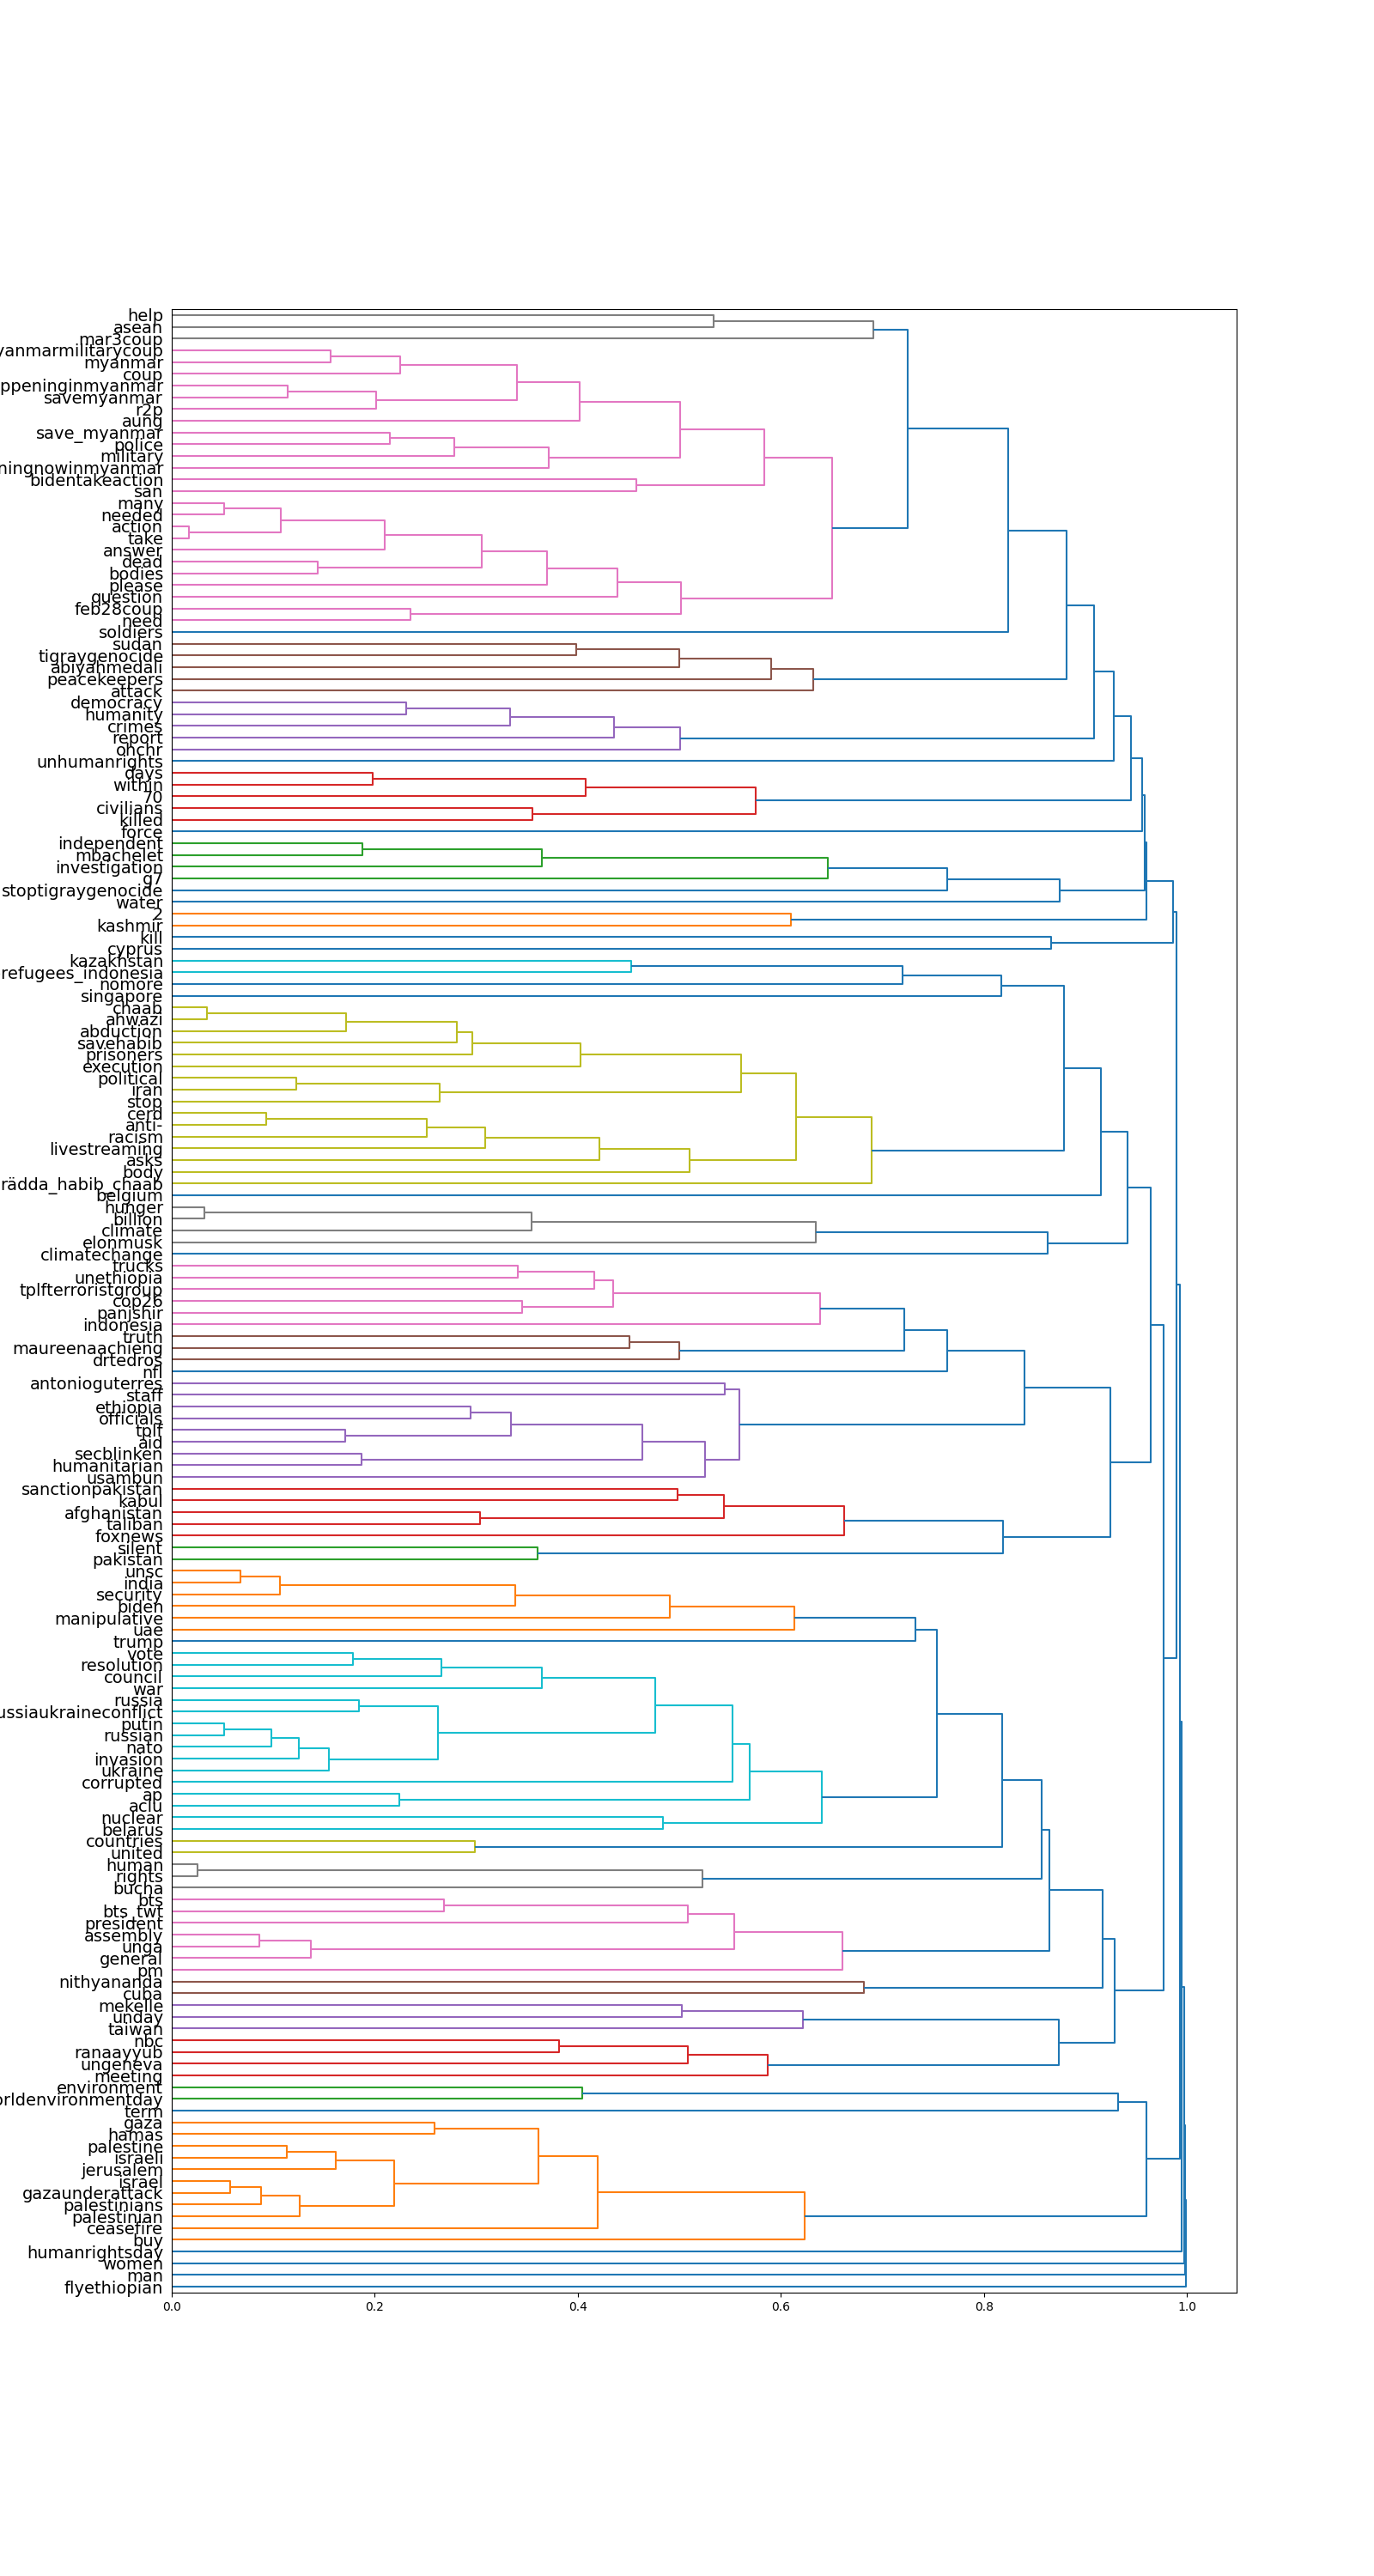 help
asean
mar3coup
yanmarmilitarycoup
myanmar
coup
ppeninginmyanmar
savemyanmar
r2p
aung
save_myanmar
police
military
ningnowinmyanmar
bidentakeaction
san
many
needed
action
take
answer
dead
bodies
please
question
feb28coup
need
soldiers
sudan
tigraygenocide
abiyahmedali
peacekeepers
attack
democracy
humanity
crimes
report
ohchr
unhumanrights
days
within
70
civilians
killed
force
independent
mbachelet
investigation
g7
stoptigraygenocide
water
2
kashmir
kill
cyprus
kazakhstan
refugees_indonesia
nomore
singapore
chaab
ahwazi
abduction
savehabib
prisoners
execution
political
iran
stop
cerd
anti-
racism
livestreaming
asks
body
rädda_habib_chaab
belgium
hunger
billion
climate
elonmusk
climatechange
trucks
unethiopia
tplfterroristgroup
cop26
panjshir
indonesia
truth
maureenaachieng
drtedros
nfl
antonioguterres
staff
ethiopia
officials
tplf
aid
secblinken
humanitarian
usambun
sanctionpakistan
kabul
afghanistan
taliban
foxnews
silent
pakistan
unsc
india
security
biden
manipulative
uae
trump
vote
resolution
council
war
russia
ussiaukraineconflict
putin
russian
nato
invasion
ukraine
corrupted
ap
aclu
nuclear
belarus
countries
united
human
rights
bucha
bts
bts_twt
president
assembly
unga
general
pm
nithyananda
cuba
mekelle
unday
taiwan
nbc
ranaayyub
ungeneva
meeting
environment
orldenvironmentday
term
gaza
hamas
palestine
israeli
jerusalem
israel
gazaunderattack
palestinians
palestinian
ceasefire
buy
humanrightsday
women
man
flyethiopian
0.0 0.2 0.4 0.6 0.8 1.0